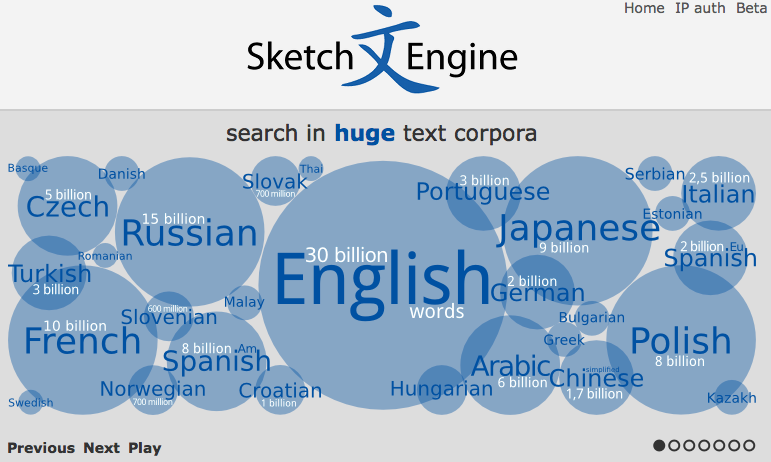 Home IP auth Beta
Sketch 文 Engine
search in huge text corpora
Basque
Danish
5 billion
Czech
15 billion
Russian
Slovak
700 million
Thai
30 billion
English
words
3 billion
Portuguese
Japanese
9 billion
Serbian
2,5 billion
Italian
Estonian
2 billion Eu
Spanish
Romanian
Turkish
3 billion
Malay
2 billion
German
10 billion
French
600 million
Slovenian
8 billion Am
Spanish
Bulgarian
Greek
Polish
8 billion
Arabic
6 billion
simplified
Chinese
1,7 billion
Swedish
Norwegian
700 million
Croatian
1 billion
Hungarian
Kazakh
Previous Next Play